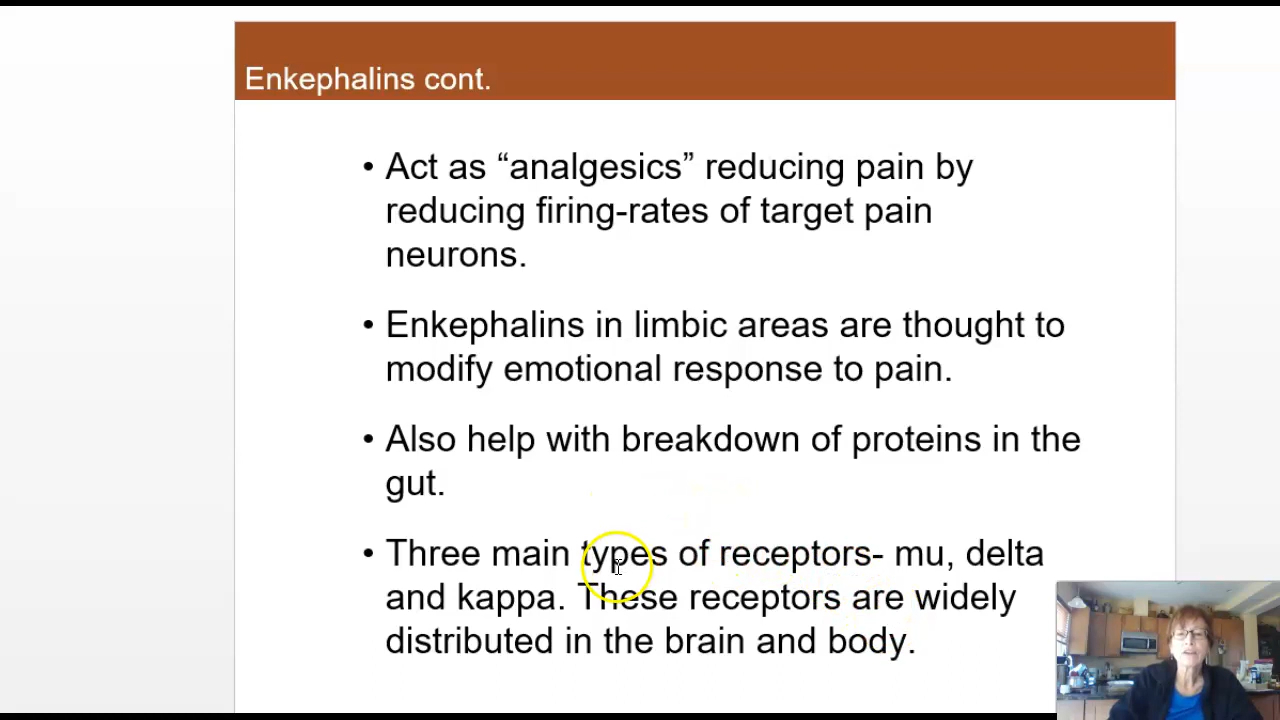 Enkephalins cont.
• Act as “analgesics” reducing pain by
reducing firing-rates of target pain
neurons.
• Enkephalins in limbic areas are thought to
modify emotional response to pain.
• Also help with breakdown of proteins in the
gut.
• Three main types of receptors- mu, delta
and kappa. These receptors are widely
distributed in the brain and body.